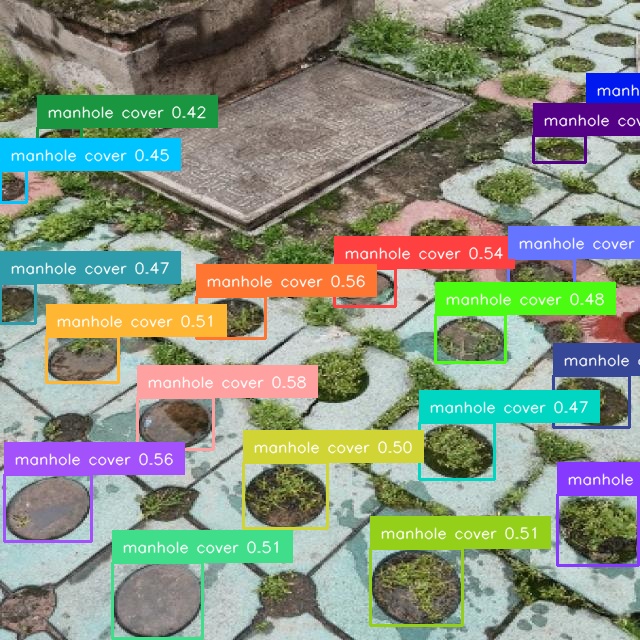 manh
manhole cover 0.42
manhole cov
manhole cover 0.45
manhole cover
manhole cover 0.54
manhole cover 0.47
manhole cover 0.56
manhole cover 0.48
manhole cover 0.51
manhole
manhole cover 0.58
manhole cover 0.47
manhole cover 0.50
manhole cover 0.56
manhole
manhole cover 0.51
manhole cover 0.51